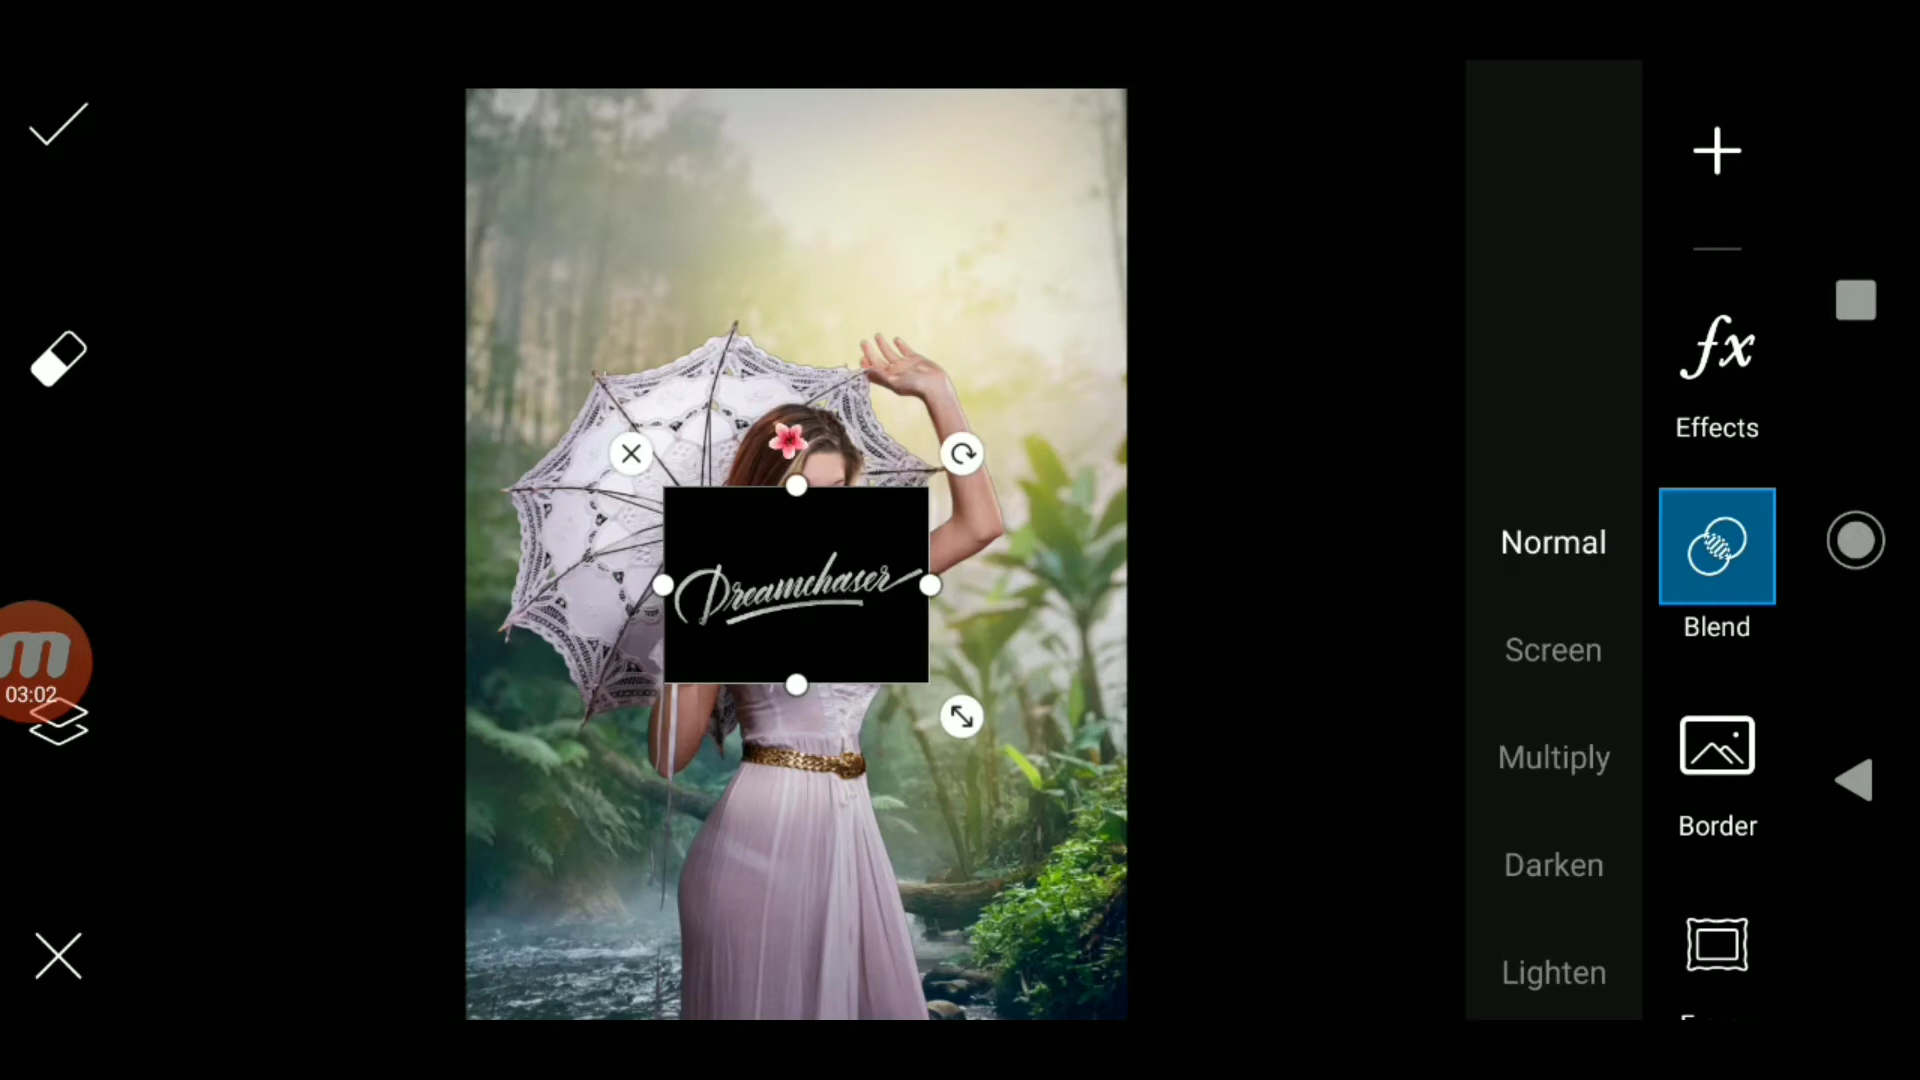 Effects
Dreamchaser
Normal
Blend
Screen
m
03:02
Multiply
Border
Darken
Lighten